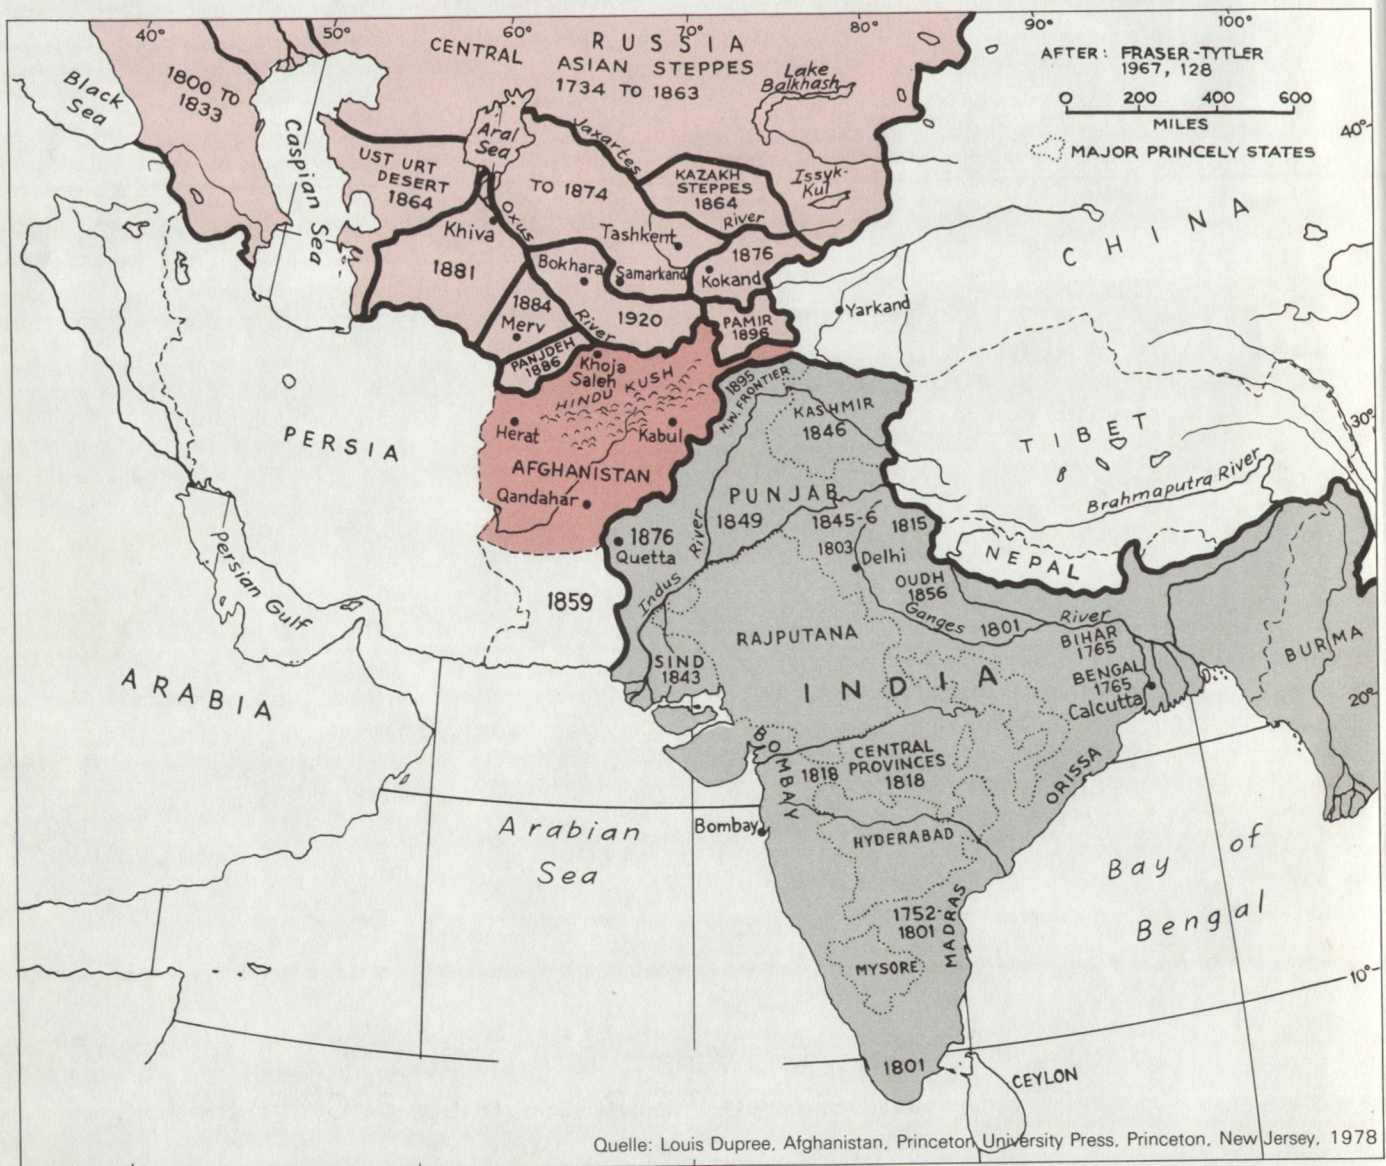 40°
50°
60°
70°
80°
90°
100°
RUSSIA
CENTRAL
ASIAN STEPPES
1734 TO 1863
AFTER: FRASER-TYTLER
1967, 128
0 200 400 600
MILES
MAJOR PRINCELY STATES
Black
Sea
1800 TO
1833
Caspian Sea
Aral
Sea
Jaxartes
River
Lake
Balkhash
Issyk-
Kul
40°
UST URT
DESERT
1864
TO 1874
KAZAKH
STEPPES
1864
Khiva
Oxus
River
Tashkent
1881
Bokhara
Samarkand
1876
Kokand
CHINA
1884
Merv
1920
PAMIR
1896
Yarkand
PANJDEH
1886
Khoja
Saleh
HINDU KUSH
1895
N.W. FRONTIER
KASHMIR
1846
30°
PERSIA
Herat
Kabul
AFGHANISTAN
Qandahar
TIBET
Brahmaputra River
PUNJAB
1849
1845-6
1815
1876
Quetta
Indus
River
1803
Delhi
NEPAL
Persian Gulf
1859
OUDH
1856
Ganges
River
1801
BIHAR
1765
RAJPUTANA
BURMA
SIND
1843
INDIA
BENGAL
1765
Calcutta
20°
ARABIA
BOMBAY
1818
CENTRAL
PROVINCES
1818
ORISSA
Arabian
Sea
Bombay
HYDERABAD
Bay of
Bengal
1752-
1801
MADRAS
MYSORE
10°
1801
CEYLON
Quelle: Louis Dupree, Afghanistan, Princeton University Press, Princeton, New Jersey, 1978